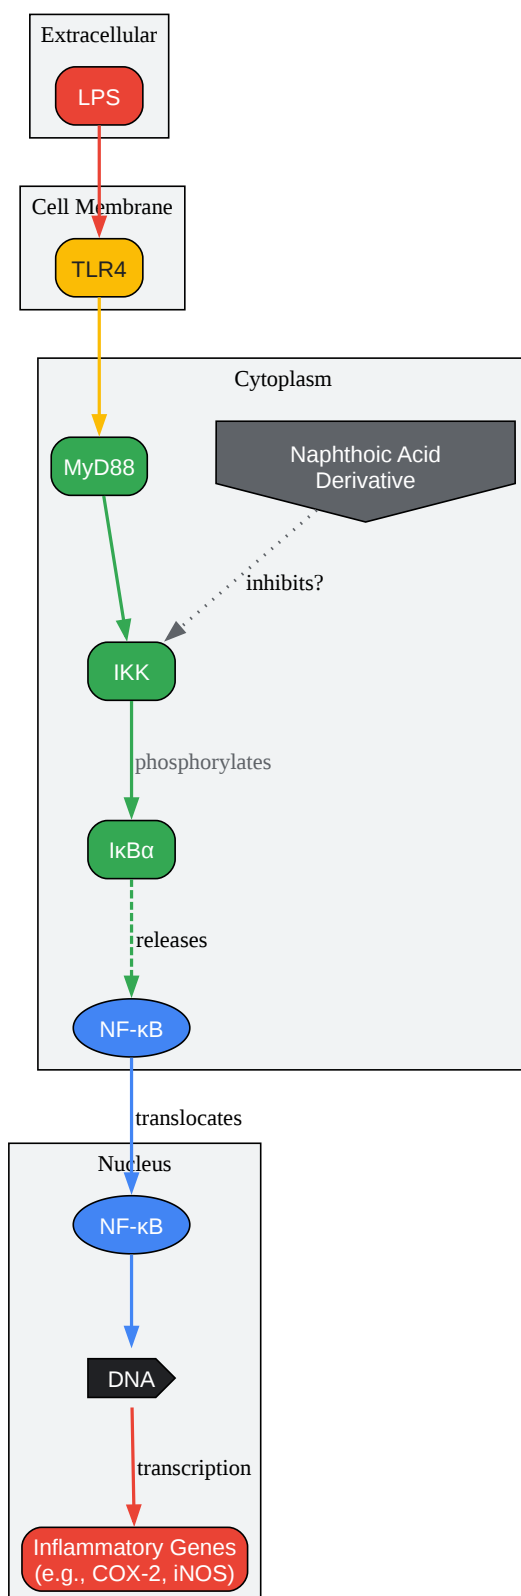 Extracellular
LPS
Cell Membrane
TLR4
Cytoplasm
MyD88
Naphthoic Acid
Derivative
inhibits?
IKK
phosphorylates
IκBα
releases
NF-κB
translocates
Nucleus
NF-κB
DNA
transcription
Inflammatory Genes
(e.g., COX-2, iNOS)